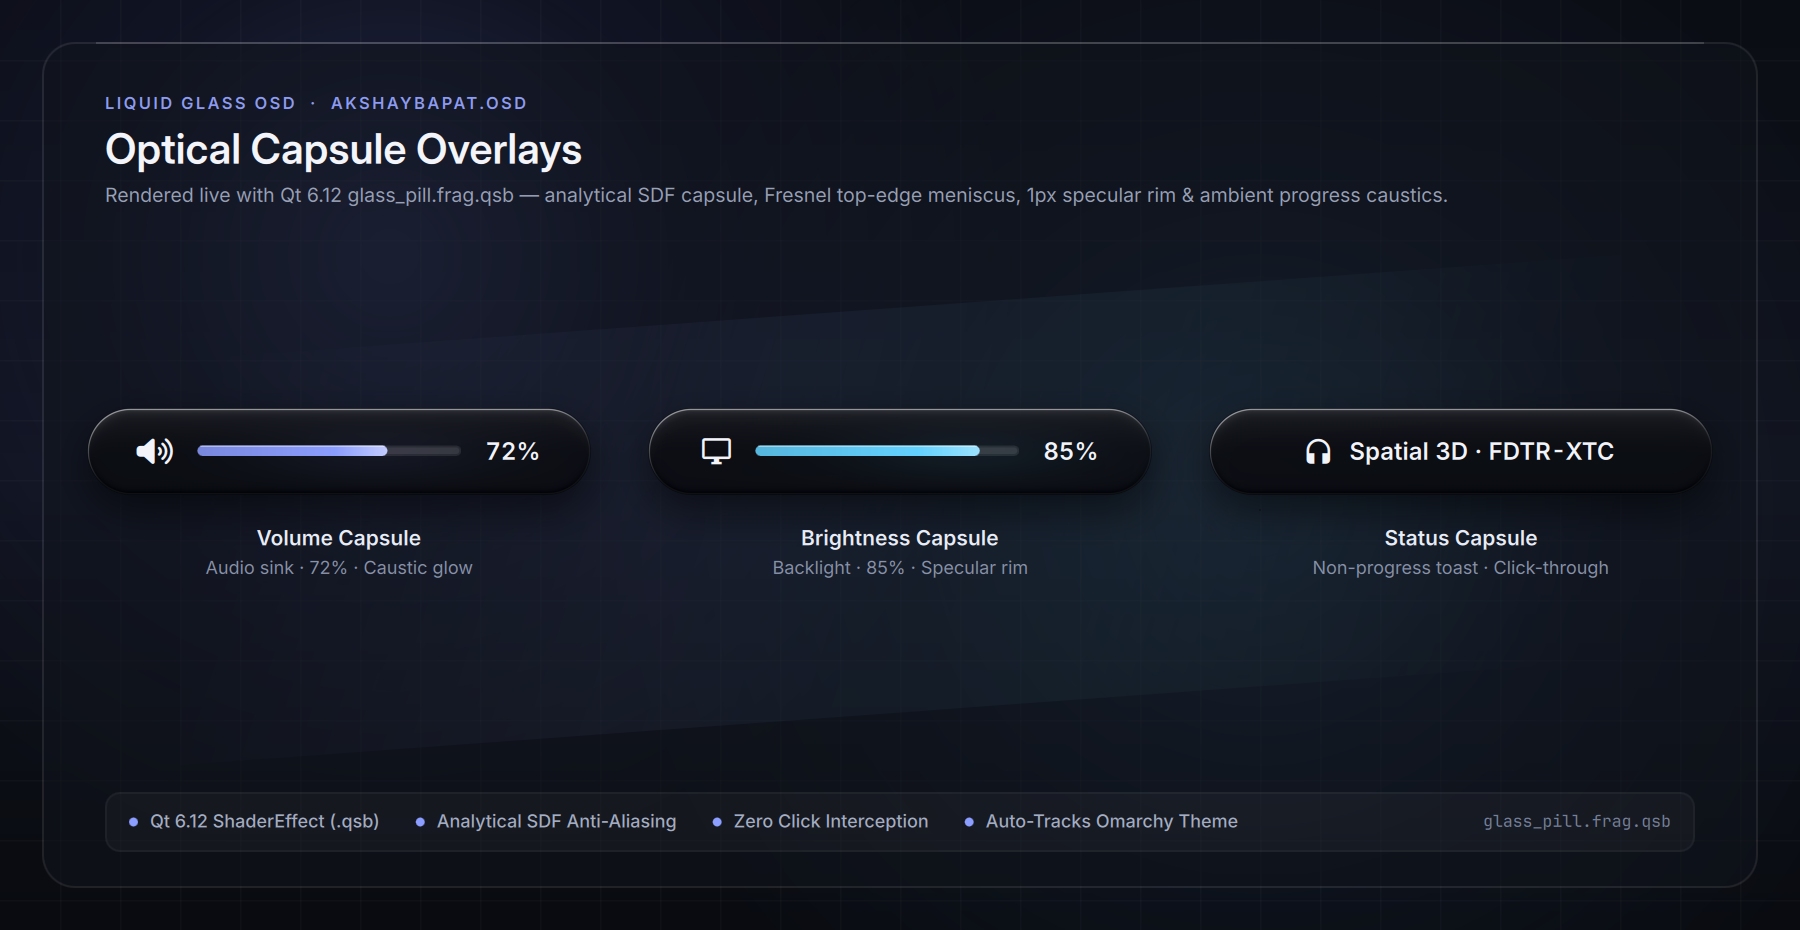 LIQUID GLASS OSD · AKSHAYBAPAT.OSD
Optical Capsule Overlays
Rendered live with Qt 6.12 glass_pill.frag.qsb — analytical SDF capsule, Fresnel top-edge meniscus, 1px specular rim & ambient progress caustics.
72%
85%
Spatial 3D · FDTR-XTC
Volume Capsule
Audio sink · 72% · Caustic glow
Brightness Capsule
Backlight · 85% · Specular rim
Status Capsule
Non-progress toast · Click-through
Qt 6.12 ShaderEffect (.qsb)
Analytical SDF Anti-Aliasing
Zero Click Interception
Auto-Tracks Omarchy Theme
glass_pill.frag.qsb